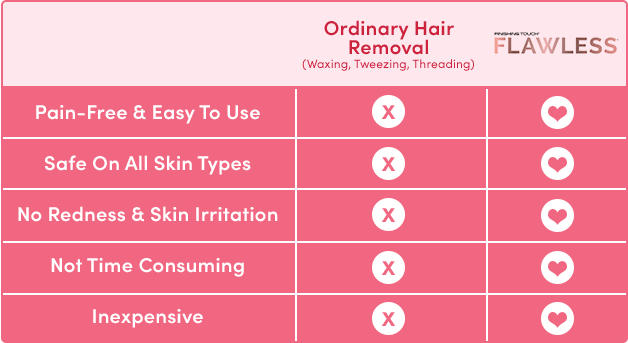 Ordinary Hair
Removal
(Waxing, Tweezing, Threading)
FINISHING TOUCH
FLAWLESS
Pain-Free & Easy To Use
X
Safe On All Skin Types
X
No Redness & Skin Irritation
X
Not Time Consuming
X
Inexpensive
X